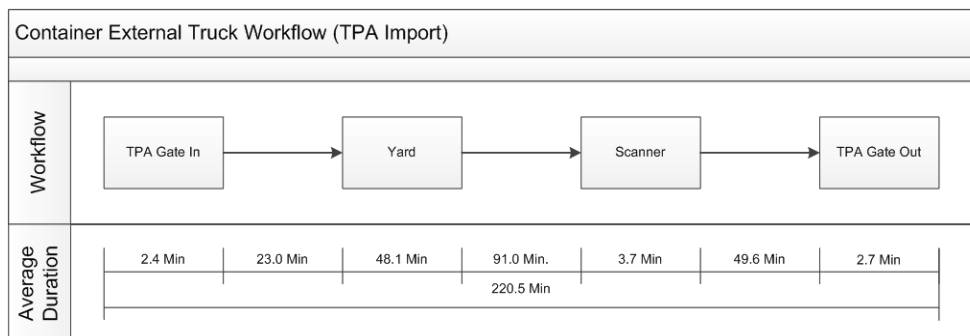 Container External Truck Workflow (TPA Import)
Workflow
TPA Gate In
Yard
Scanner
TPA Gate Out
Average
Duration
2.4 Min
23.0 Min
48.1 Min
91.0 Min.
3.7 Min
49.6 Min
2.7 Min
220.5 Min